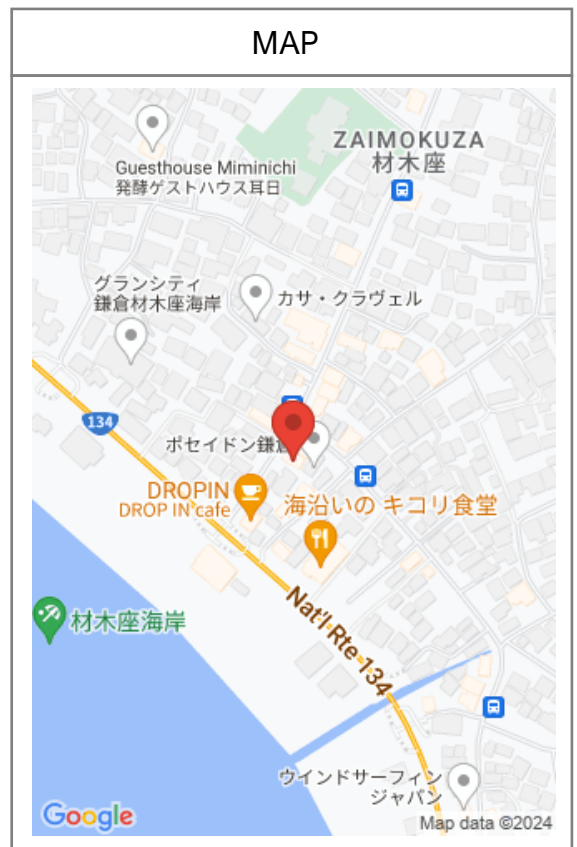 MAP
ZAIMOKUZA
材木座
Guesthouse Miminichi
発酵ゲストハウス耳日
グランシティ
鎌倉材木座海岸
カサ・クラヴェル
134
ポセイドン鎌倉
DROPIN
DROP IN cafe
海沿いの キコリ食堂
Nat'l Rte 134
材木座海岸
ウインドサーフィン
ジャパン
Google
Map data ©2024